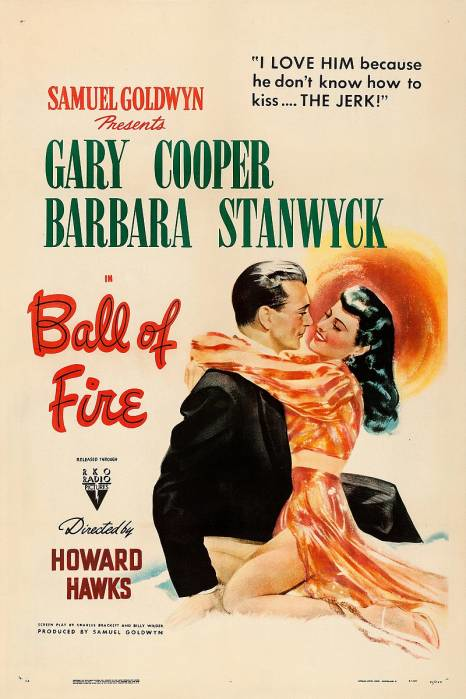 "I LOVE HIM because
he don't know how to
kiss.... THE JERK!"
SAMUEL GOLDWYN
Presents
GARY COOPER
BARBARA STANWYCK
IN
Ball of
Fire
RELEASED THROUGH
RKO
RADIO
PICTURES
Directed by
HOWARD
HAWKS
SCREEN PLAY BY CHARLES BRACKETT AND BILLY WILDER
PRODUCED BY SAMUEL GOLDWYN